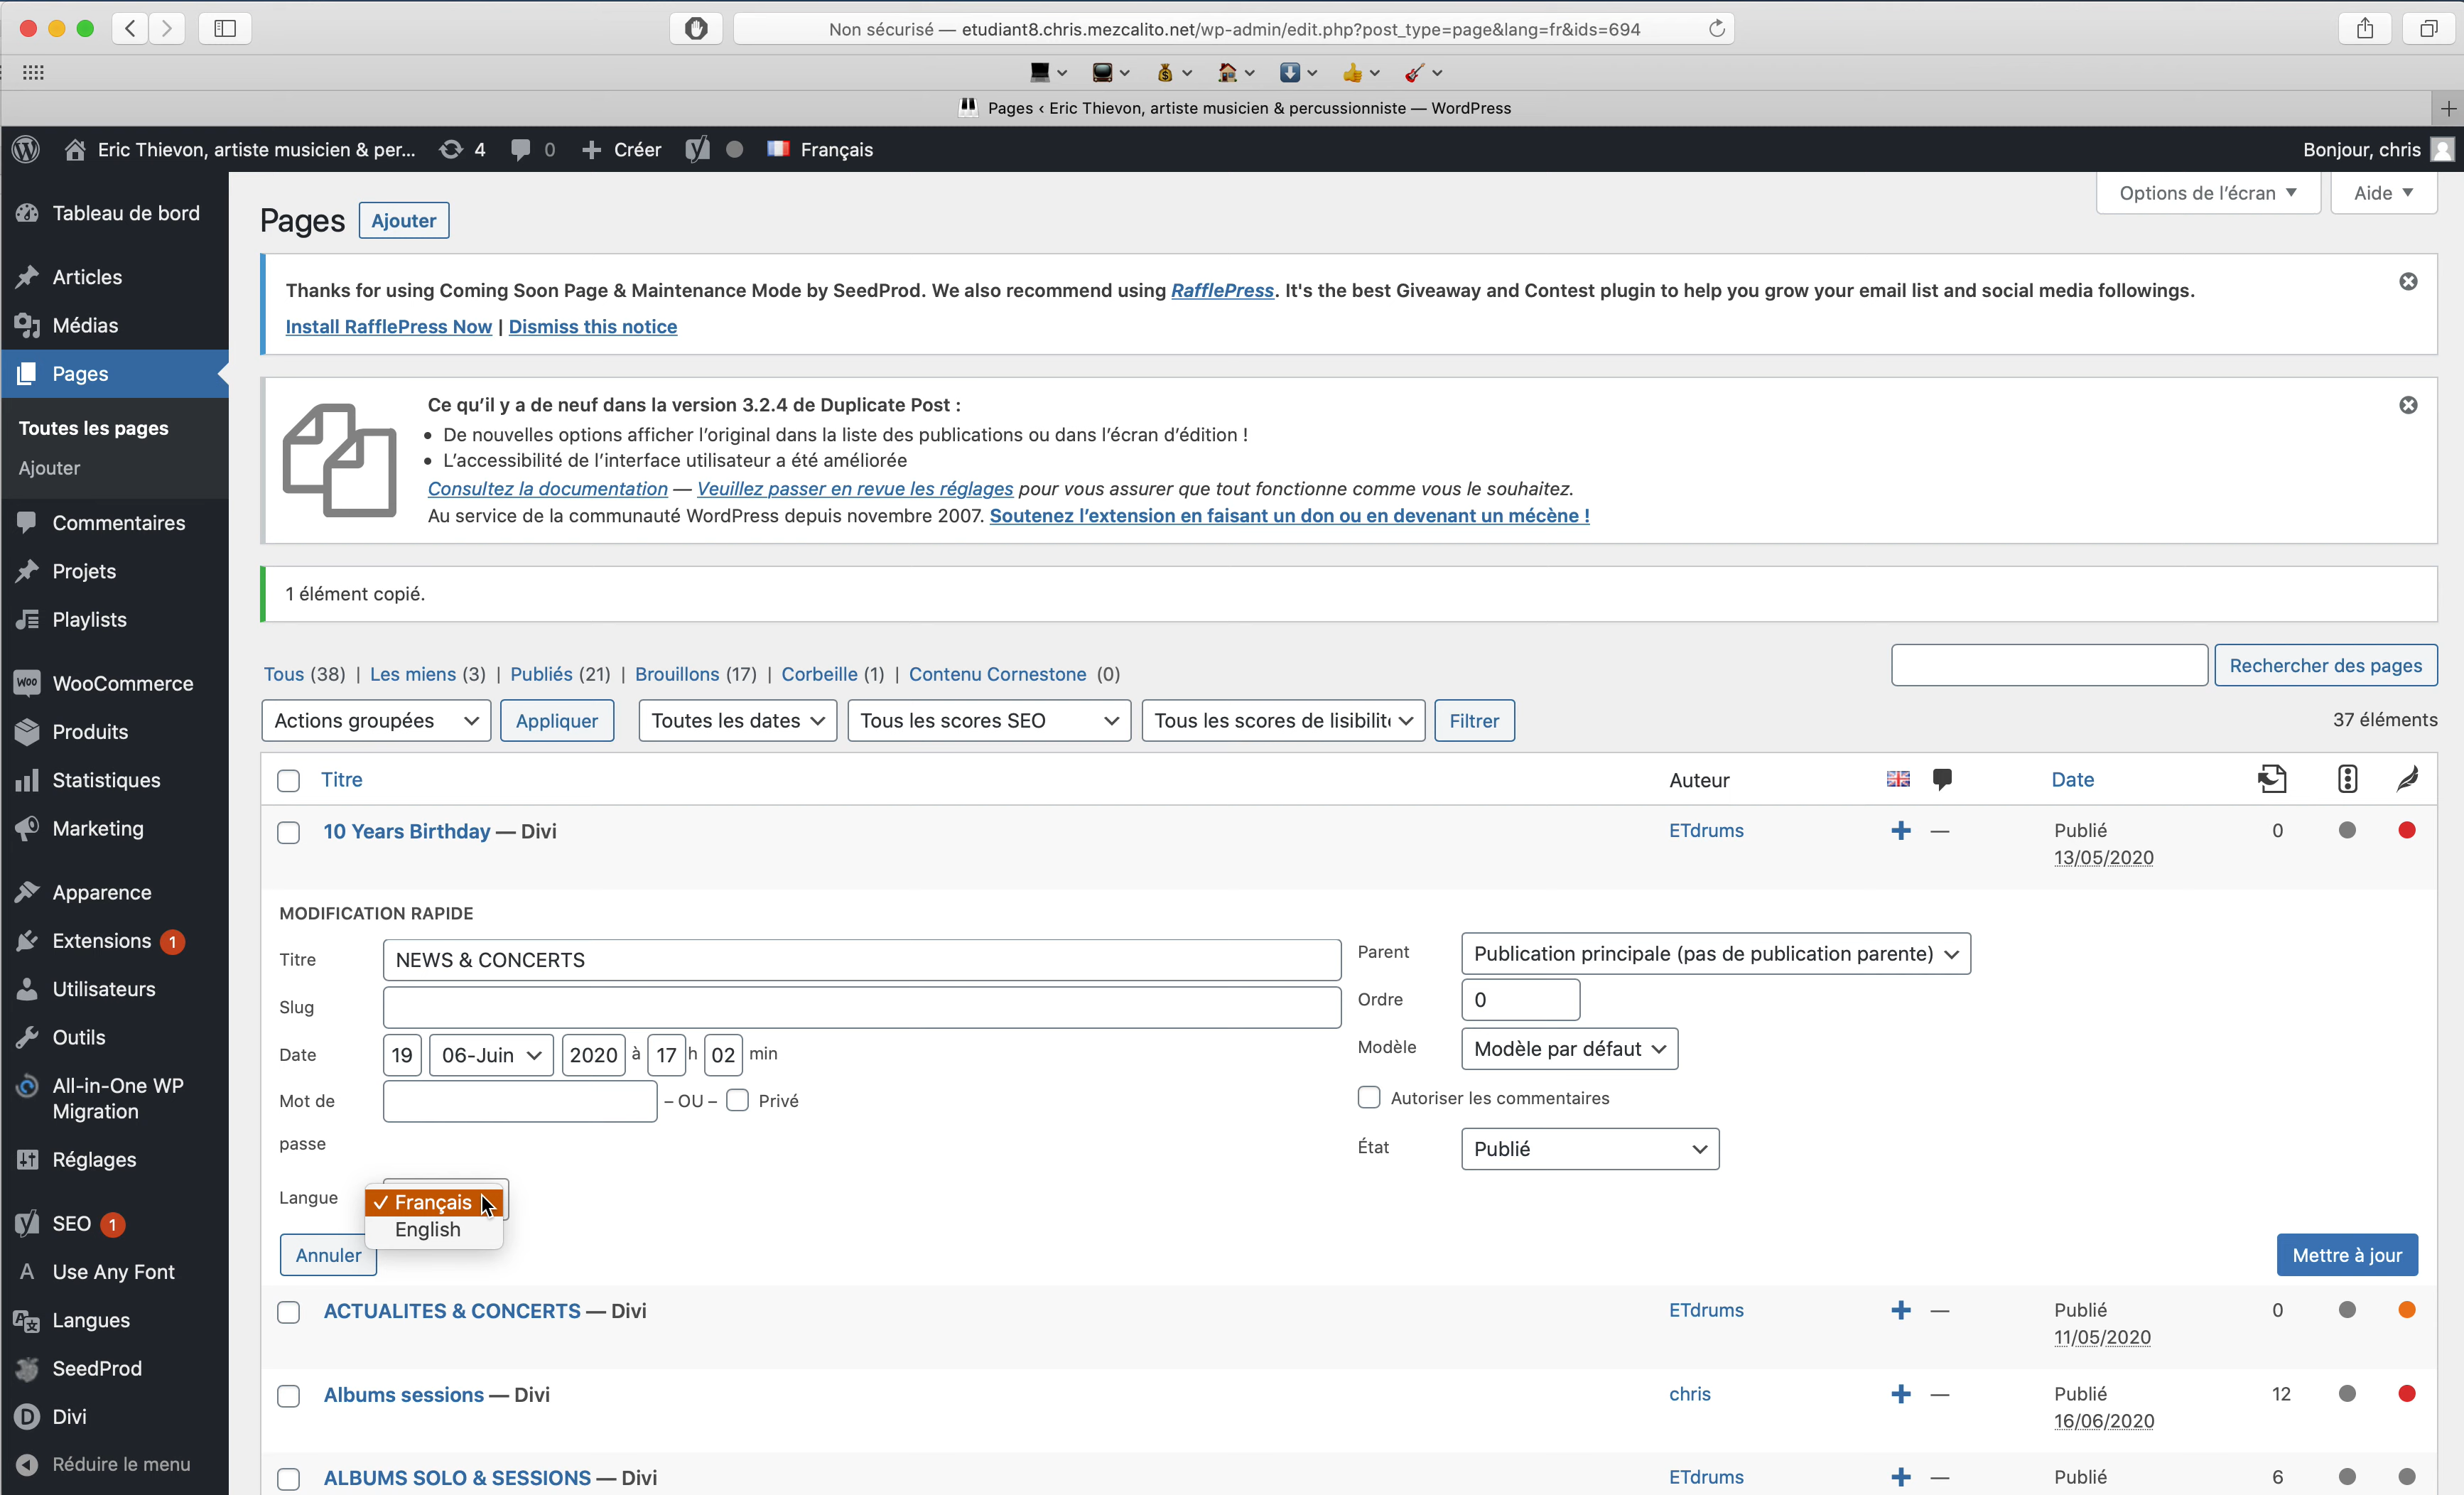 Non sécurisé — etudiant8.chris.mezcalito.net/wp-admin/edit.php?post_type=page&lang=fr&ids=694
Pages ‹ Eric Thievon, artiste musicien & percussionniste — WordPress
Eric Thievon, artiste musicien & per... 4 0 Créer Français Bonjour, chris
Tableau de bord
Articles
Médias
Pages
Toutes les pages
Ajouter
Commentaires
Projets
Playlists
WooCommerce
Produits
Statistiques
Marketing
Apparence
Extensions 1
Utilisateurs
Outils
All-in-One WP
Migration
Réglages
SEO 1
Use Any Font
Langues
SeedProd
Divi
Réduire le menu
Options de l'écran Aide
Pages Ajouter
Thanks for using Coming Soon Page & Maintenance Mode by SeedProd. We also recommend using RafflePress. It's the best Giveaway and Contest plugin to help you grow your email list and social media followings.
Install RafflePress Now | Dismiss this notice
Ce qu'il y a de neuf dans la version 3.2.4 de Duplicate Post :
• De nouvelles options afficher l'original dans la liste des publications ou dans l'écran d'édition !
• L'accessibilité de l'interface utilisateur a été améliorée
Consultez la documentation — Veuillez passer en revue les réglages pour vous assurer que tout fonctionne comme vous le souhaitez.
Au service de la communauté WordPress depuis novembre 2007. Soutenez l'extension en faisant un don ou en devenant un mécène !
1 élément copié.
Tous (38) | Les miens (3) | Publiés (21) | Brouillons (17) | Corbeille (1) | Contenu Cornestone (0)
Rechercher des pages
Actions groupées Appliquer Toutes les dates Tous les scores SEO Tous les scores de lisibilité Filtrer 37 éléments
Titre Auteur Date
10 Years Birthday — Divi ETdrums — Publié 0
13/05/2020
MODIFICATION RAPIDE
Titre NEWS & CONCERTS
Slug
Date 19 06-Juin 2020 à 17 h 02 min
Mot de passe – OU – Privé
Langue ✓ Français
English
Parent Publication principale (pas de publication parente)
Ordre 0
Modèle Modèle par défaut
Autoriser les commentaires
État Publié
Annuler Mettre à jour
ACTUALITES & CONCERTS — Divi ETdrums — Publié 0
11/05/2020
Albums sessions — Divi chris — Publié 12
16/06/2020
ALBUMS SOLO & SESSIONS — Divi ETdrums — Publié 6